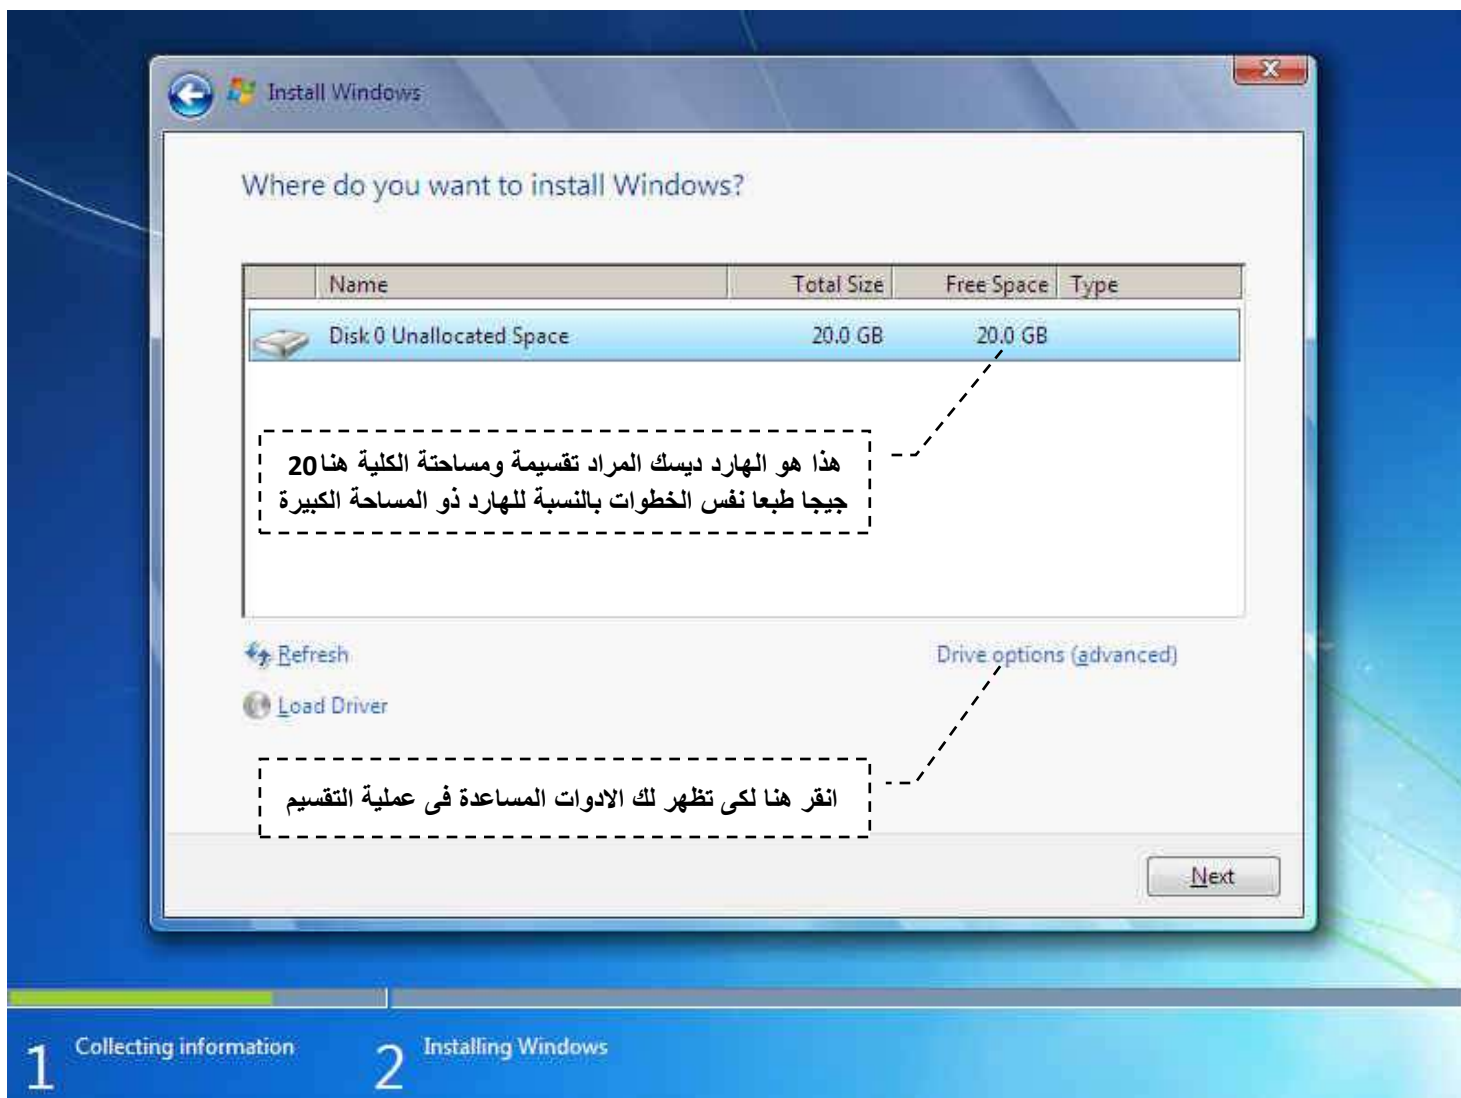 Install Windows
Where do you want to install Windows?
Name Total Size Free Space Type
Disk 0 Unallocated Space 20.0 GB 20.0 GB
هذا هو الهارد ديسك المراد تقسيمة ومساحتة الكلية هنا 20
جيجا طبعا نفس الخطوات بالنسبة للهارد ذو المساحة الكبيرة
Refresh
Drive options (advanced)
Load Driver
انقر هنا لكى تظهر لك الادوات المساعدة فى عملية التقسيم
Next
1 Collecting information
2 Installing Windows